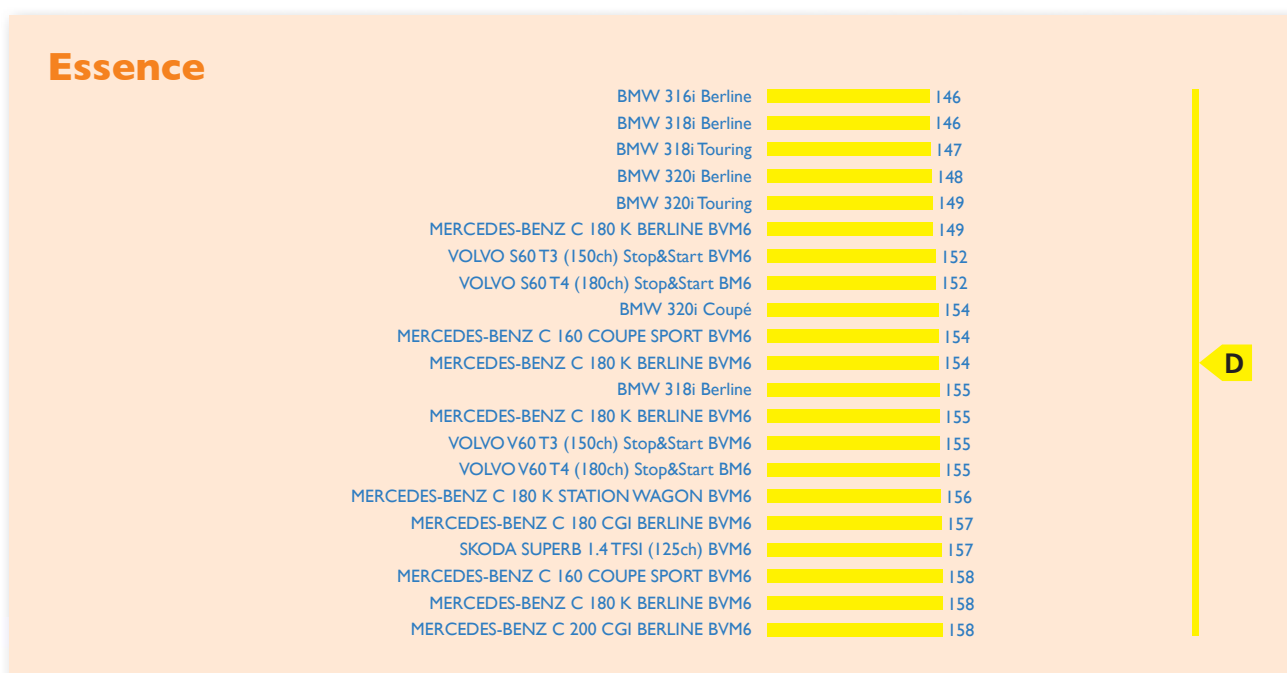 Essence
BMW 316i Berline 146
BMW 318i Berline 146
BMW 318i Touring 147
BMW 320i Berline 148
BMW 320i Touring 149
MERCEDES-BENZ C 180 K BERLINE BVM6 149
VOLVO S60 T3 (150ch) Stop&Start BVM6 152
VOLVO S60 T4 (180ch) Stop&Start BM6 152
BMW 320i Coupé 154
MERCEDES-BENZ C 160 COUPE SPORT BVM6 154
MERCEDES-BENZ C 180 K BERLINE BVM6 154
D
BMW 318i Berline 155
MERCEDES-BENZ C 180 K BERLINE BVM6 155
VOLVO V60 T3 (150ch) Stop&Start BVM6 155
VOLVO V60 T4 (180ch) Stop&Start BM6 155
MERCEDES-BENZ C 180 K STATION WAGON BVM6 156
MERCEDES-BENZ C 180 CGI BERLINE BVM6 157
SKODA SUPERB 1.4 TFSI (125ch) BVM6 157
MERCEDES-BENZ C 160 COUPE SPORT BVM6 158
MERCEDES-BENZ C 180 K BERLINE BVM6 158
MERCEDES-BENZ C 200 CGI BERLINE BVM6 158